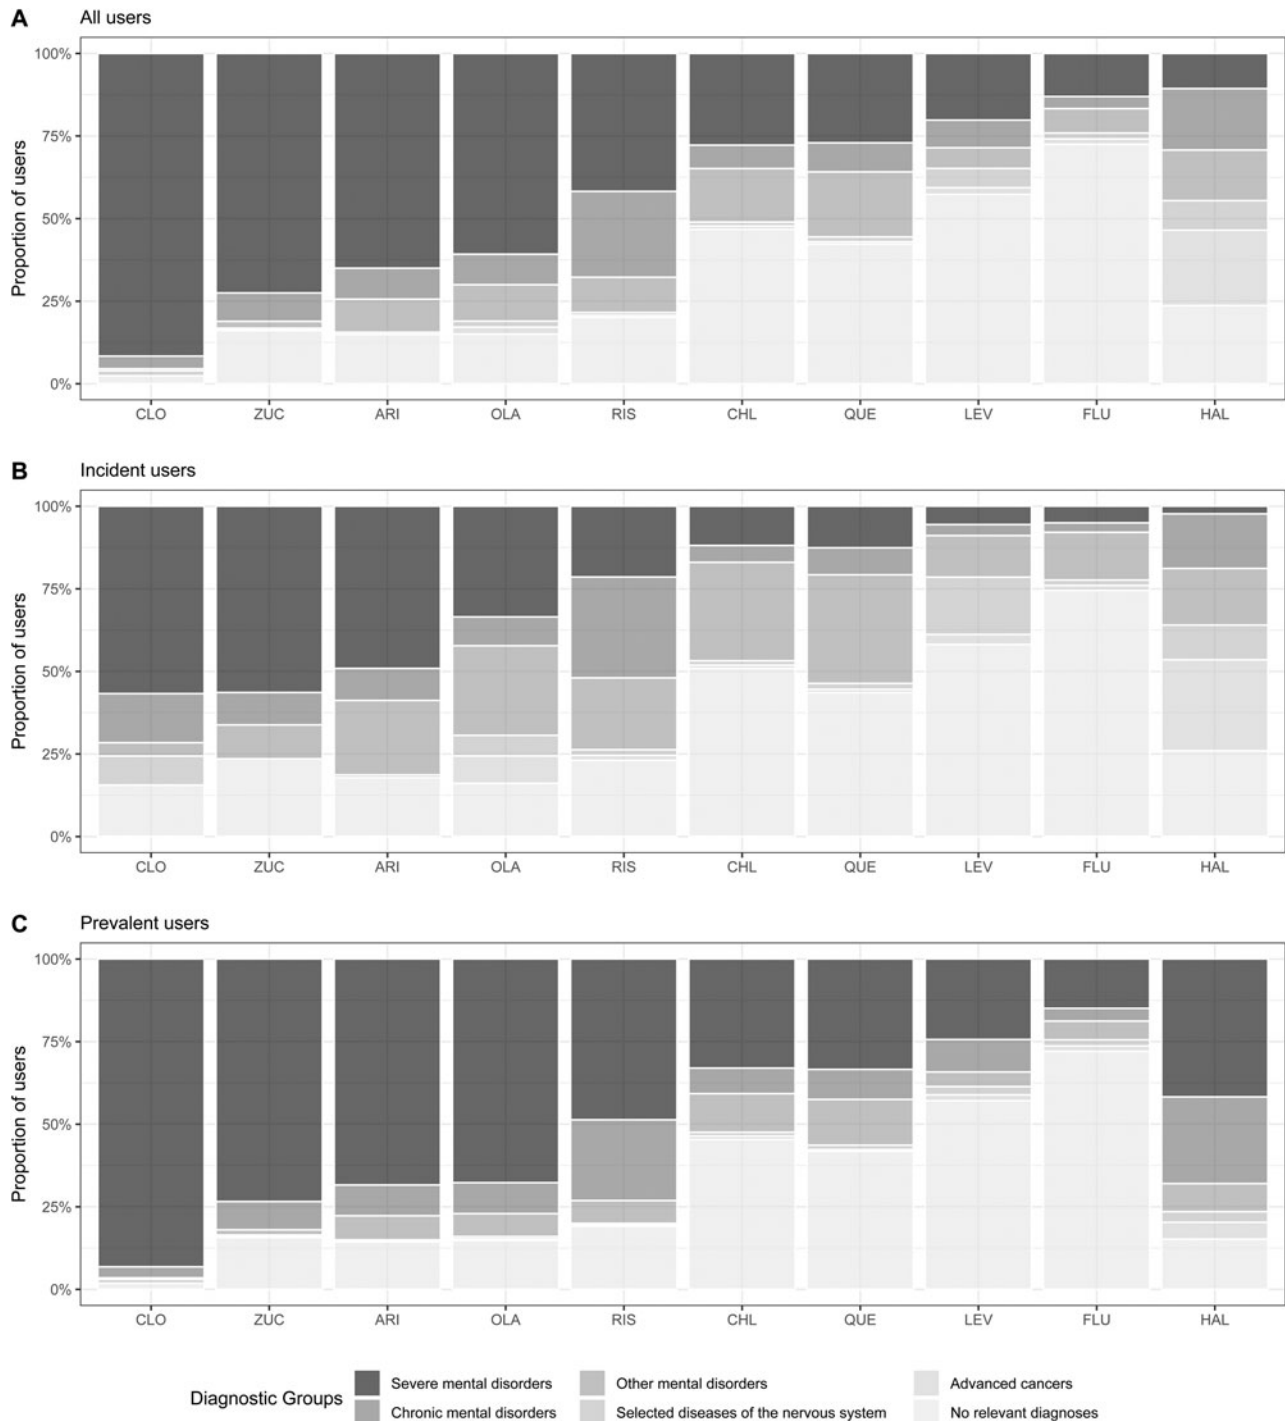 A All users
100%
75%
50%
25%
0%
Proportion of users
CLO ZUC ARI OLA RIS CHL QUE LEV FLU HAL
B Incident users
100%
75%
50%
25%
0%
Proportion of users
CLO ZUC ARI OLA RIS CHL QUE LEV FLU HAL
C Prevalent users
100%
75%
50%
25%
0%
Proportion of users
CLO ZUC ARI OLA RIS CHL QUE LEV FLU HAL
Diagnostic Groups
Severe mental disorders Other mental disorders Advanced cancers
Chronic mental disorders Selected diseases of the nervous system No relevant diagnoses